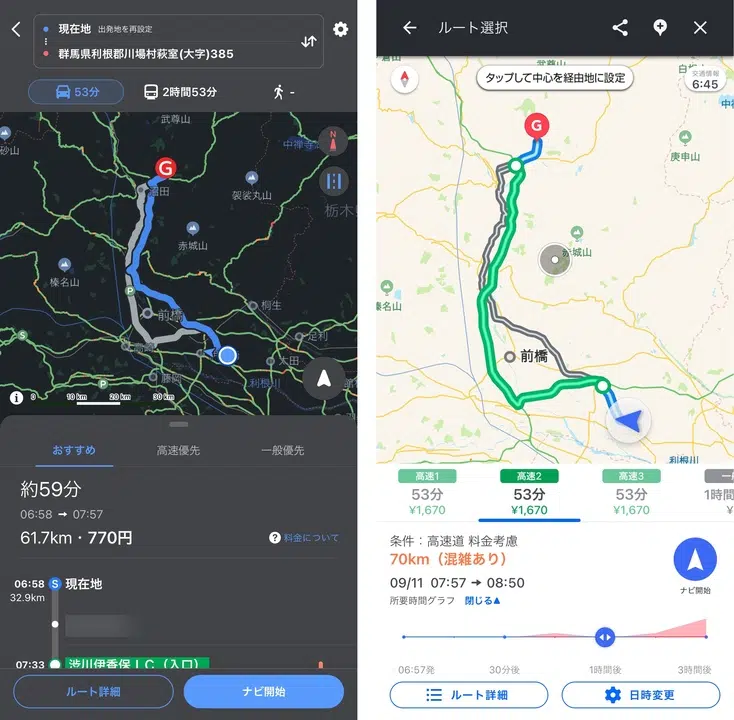 現在地 出発地を再設定
群馬県利根郡川場村萩室(大字)385
53分
2時間53分
-
武尊山
砂山
中禅寺
N
沼田
袈裟丸山
栃木
赤城山
榛名山
P
前橋
桐生
高崎
足利
太田
S
藤岡
利根川
P
0 10 km 20 km 30 km
おすすめ
高速優先
一般優先
約59分
06:58 → 07:57
61.7km・770円
? 料金について
06:58 S 現在地
32.9km
07:33 渋川伊香保IC(入口)
ルート詳細
ナビ開始
ルート選択
タップして中心を経由地に設定
交通情報
6:45
G
庚申山
赤城山
榛名山
前橋
利根川
高速1
53分
¥1,670
高速2
53分
¥1,670
高速3
53分
¥1,670
1時間
条件：高速道 料金考慮
70km（混雑あり）
09/11 07:57 → 08:50
所要時間グラフ 閉じる▲
ナビ開始
06:57発
30分後
1時間後
3時間後
ルート詳細
日時変更